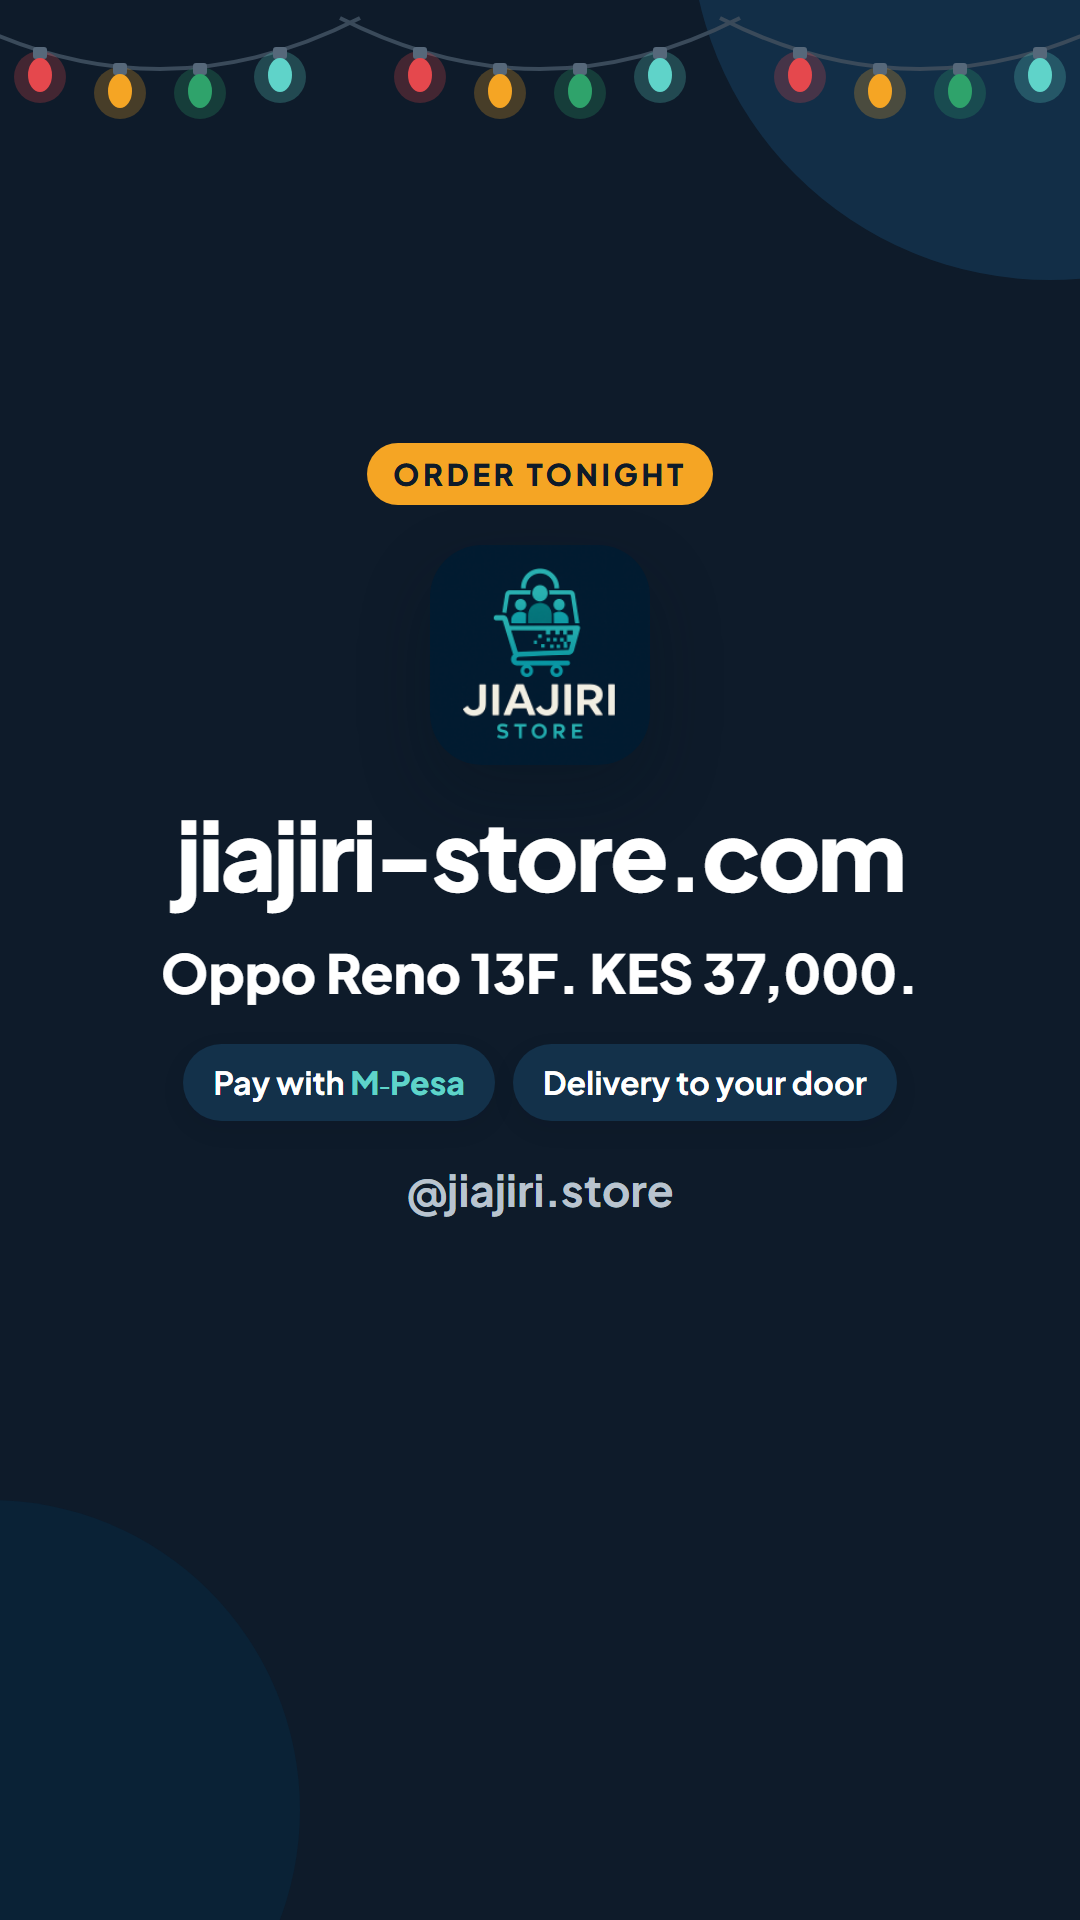 ORDER TONIGHT
JIAJIRI
STORE
jiajiri-store.com
Oppo Reno 13F. KES 37,000.
Pay with M-Pesa
Delivery to your door
@jiajiri.store